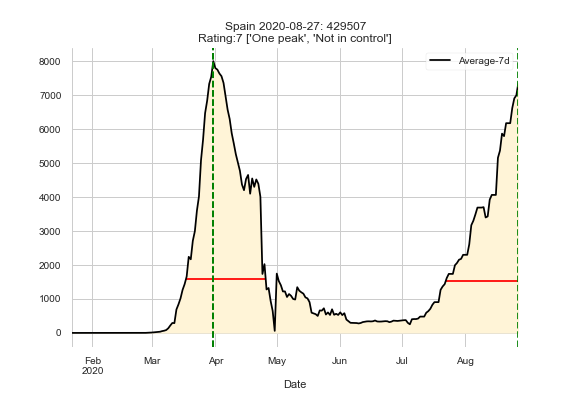 Spain 2020-08-27: 429507
Rating:7 ['One peak', 'Not in control']
Average-7d
8000
7000
6000
5000
4000
3000
2000
1000
0
Feb Mar Apr May Jun Jul Aug
2020
Date